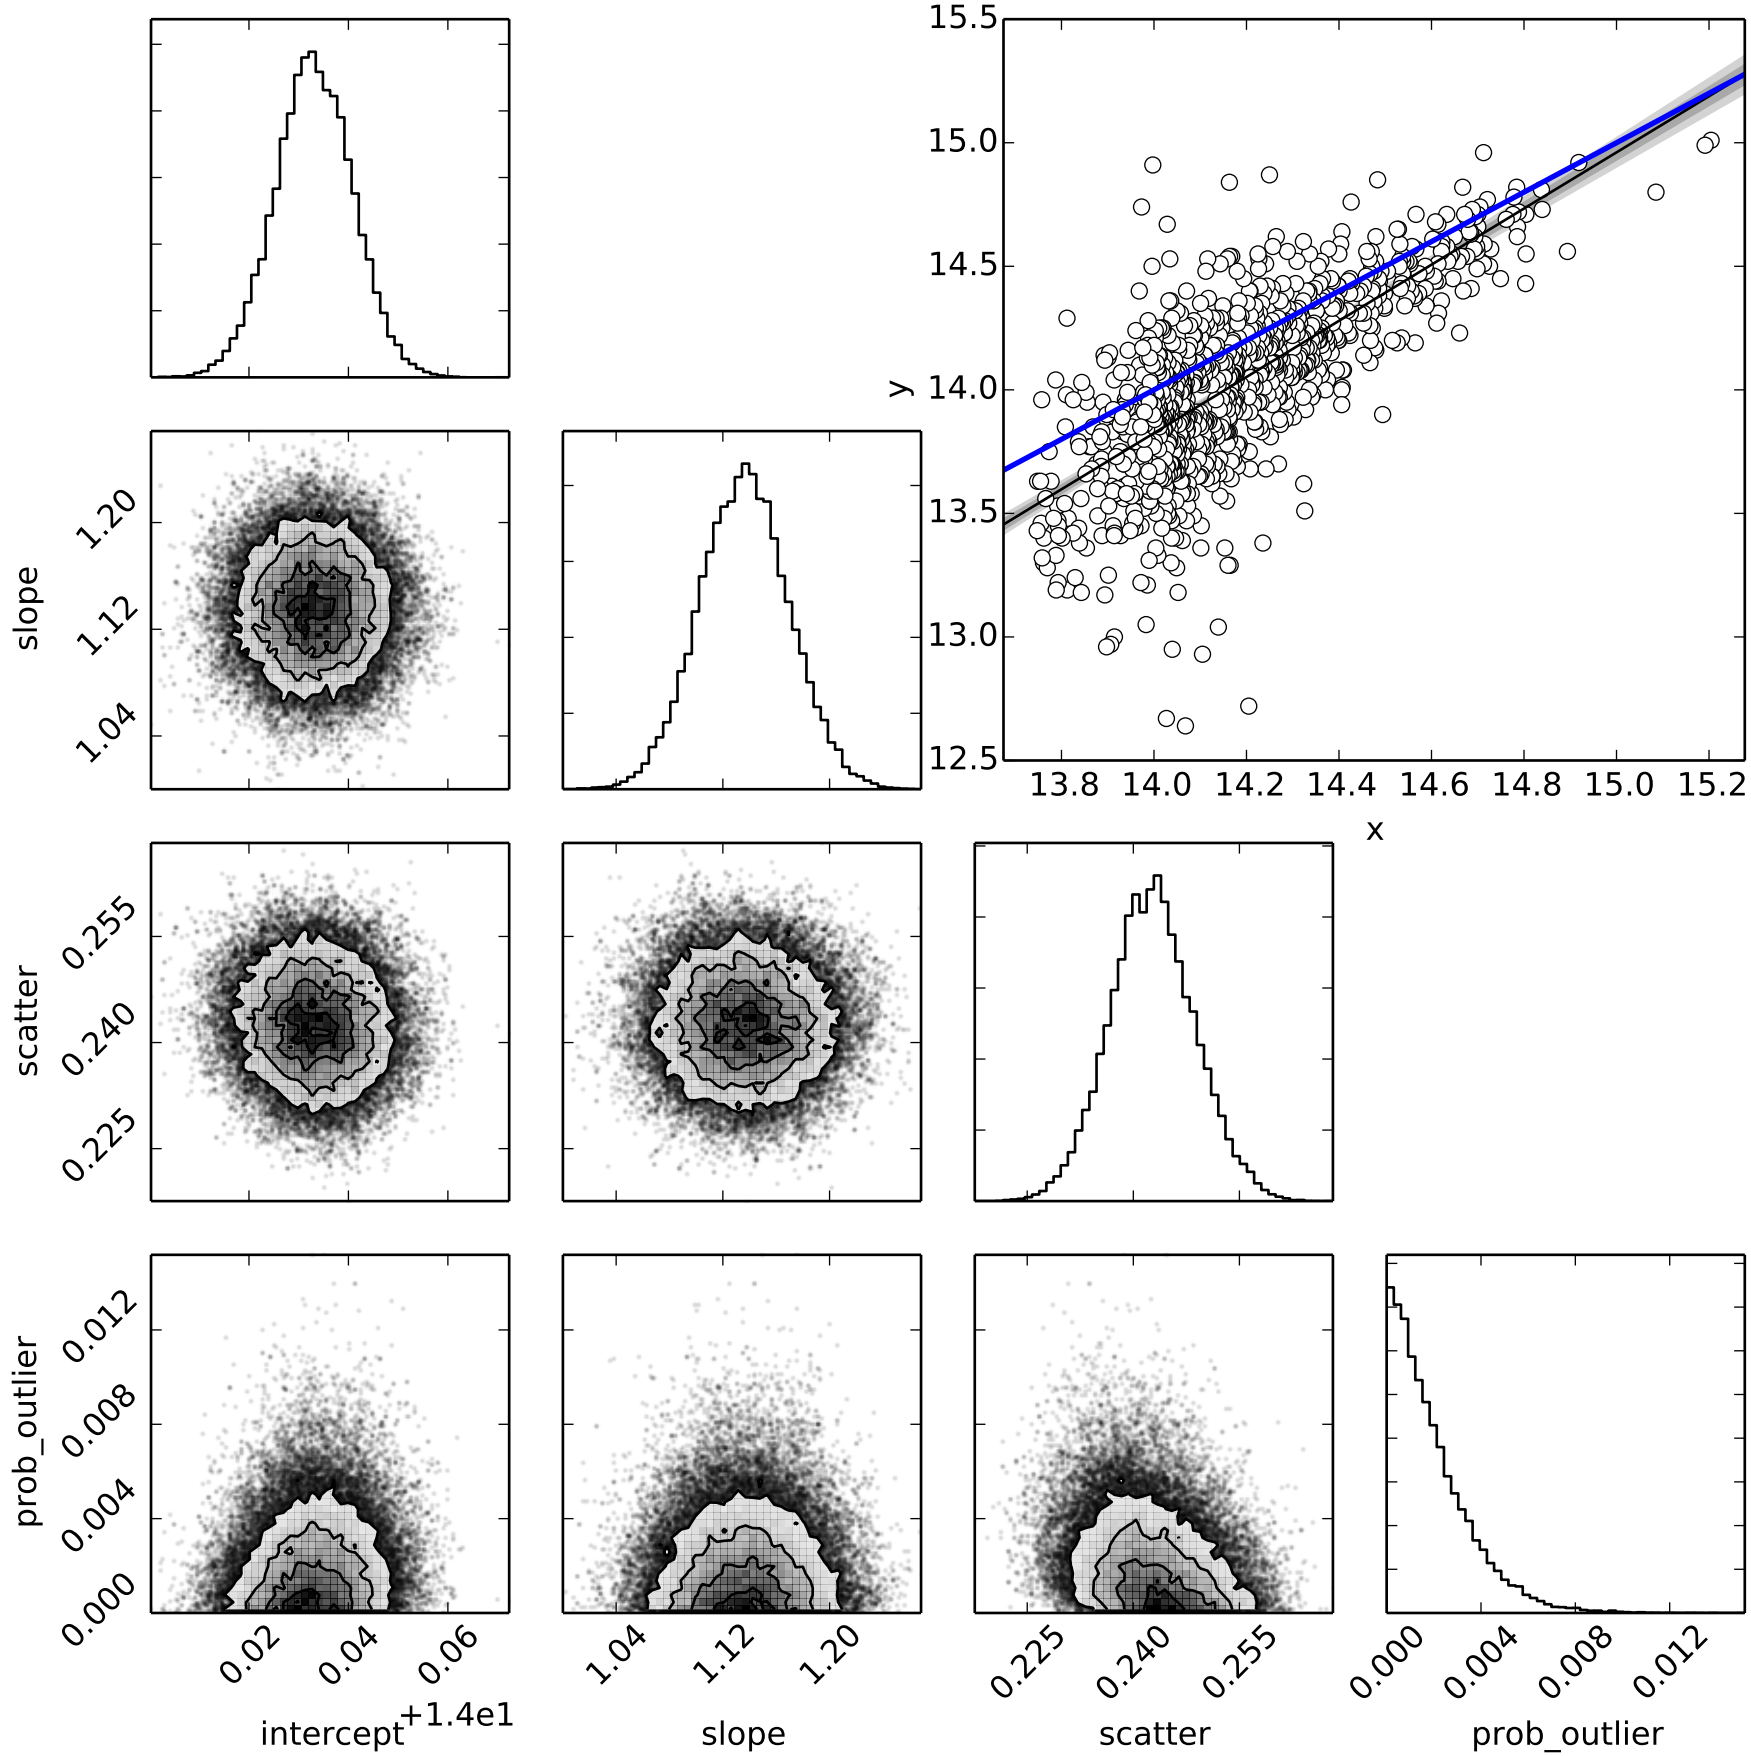 15.5
15.0
14.5
14.0
13.5
13.0
12.5
y
13.8 14.0 14.2 14.4 14.6 14.8 15.0 15.2
x
1.20
1.12
1.04
slope
0.255
0.240
0.225
scatter
0.012
0.008
0.004
0.000
prob_outlier
0.02 0.04 0.06
+1.4e1
intercept
1.04 1.12 1.20
slope
0.225 0.240 0.255
scatter
0.000 0.004 0.008 0.012
prob_outlier